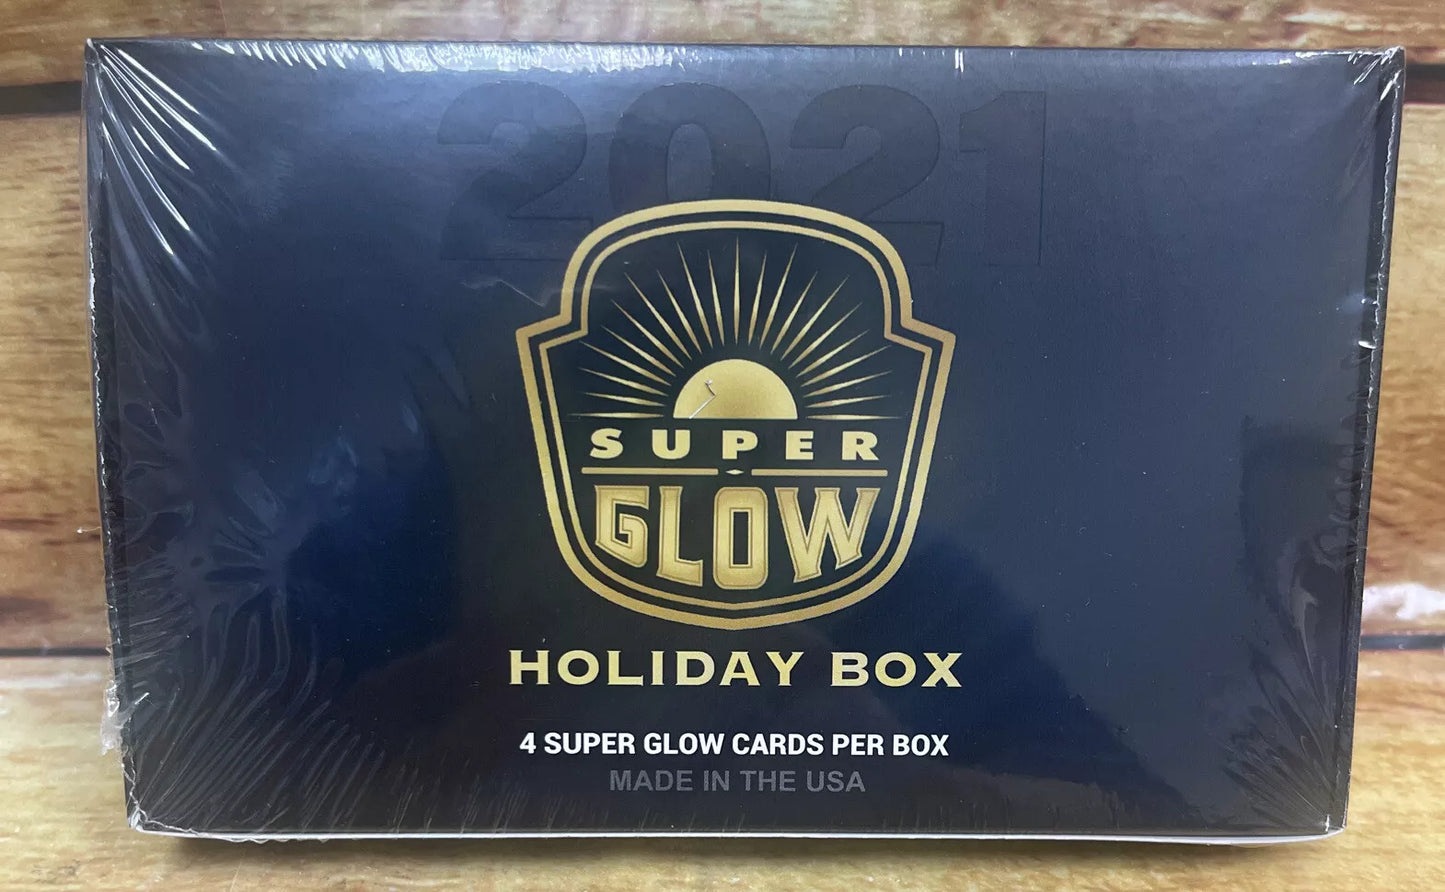 2021
SUPER
GLOW
HOLIDAY BOX
4 SUPER GLOW CARDS PER BOX
MADE IN THE USA